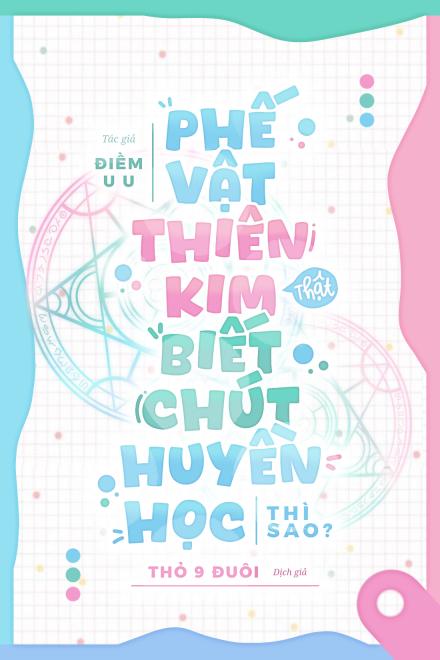 Tác giả
ĐIỀM
U U
PHẾ
VẬT
THIÊN
KIM
Thật
BIẾT
CHÚT
HUYỀN
HỌC
THÌ
SAO?
THỎ 9 ĐUÔI Dịch giả